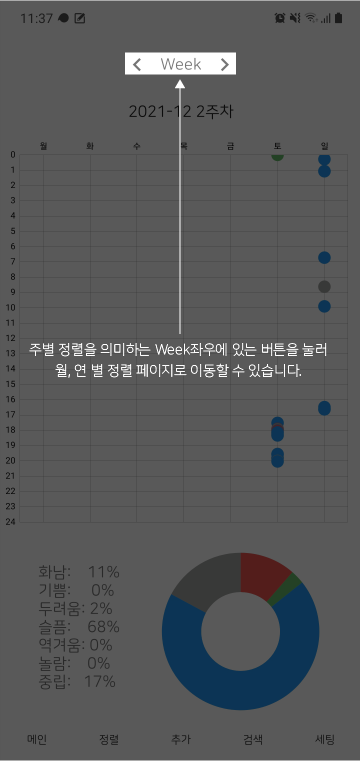 11:37
Week
2021-12 2주차
월 화 수 목 금 토 일
0
1
2
3
4
5
6
7
8
9
10
11
12
주별 정렬을 의미하는 Week좌우에 있는 버튼을 눌러
13
월, 연 별 정렬 페이지로 이동할 수 있습니다.
14
15
16
17
18
19
20
21
22
23
24
화남: 11%
기쁨: 0%
두려움: 2%
슬픔: 68%
역겨움: 0%
놀람: 0%
중립: 17%
메인 정렬 추가 검색 세팅